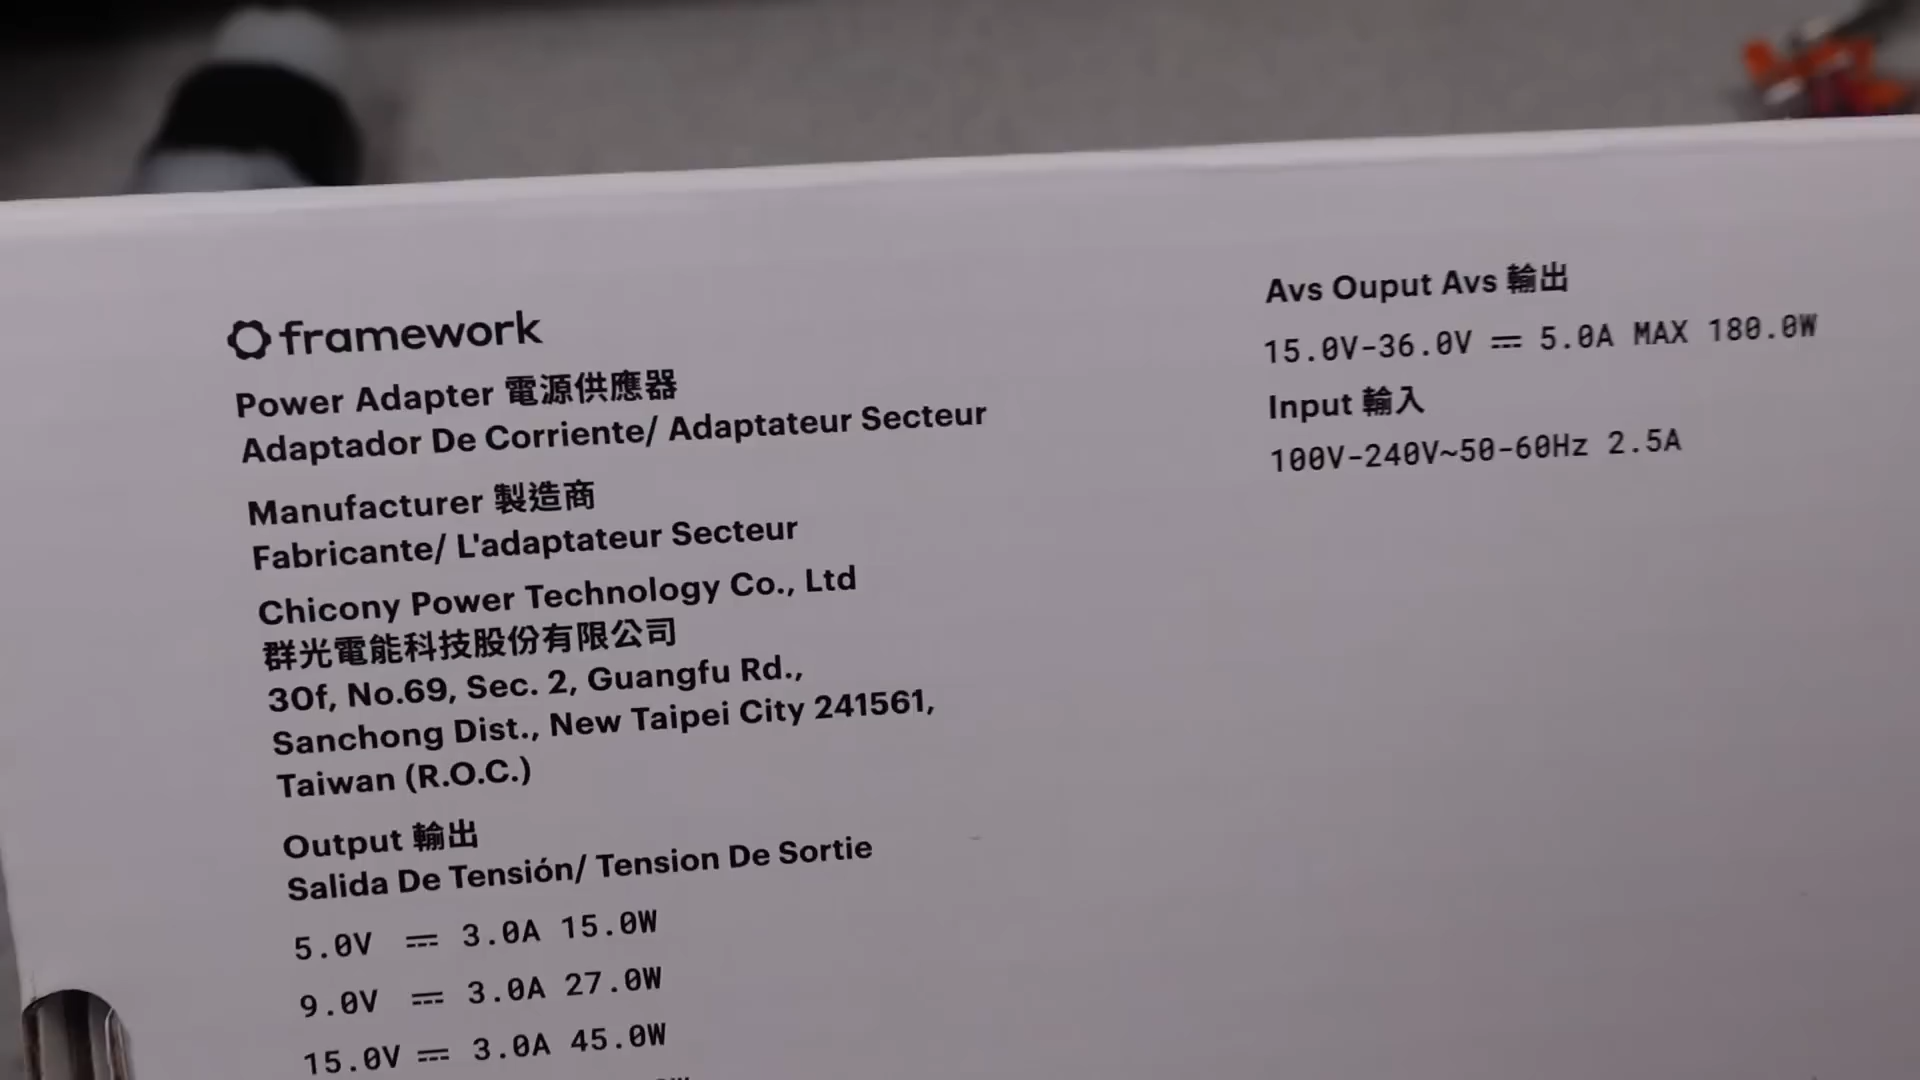 framework
Power Adapter 電源供應器
Adaptador De Corriente/ Adaptateur Secteur
Manufacturer 製造商
Fabricante/ L'adaptateur Secteur
Chicony Power Technology Co., Ltd
群光電能科技股份有限公司
30f, No.69, Sec. 2, Guangfu Rd.,
Sanchong Dist., New Taipei City 241561,
Taiwan (R.O.C.)
Output 輸出
Salida De Tensión/ Tension De Sortie
5.0V ⎓ 3.0A 15.0W
9.0V ⎓ 3.0A 27.0W
15.0V ⎓ 3.0A 45.0W
Avs Ouput Avs 輸出
15.0V-36.0V ⎓ 5.0A MAX 180.0W
Input 輸入
100V-240V~50-60Hz 2.5A